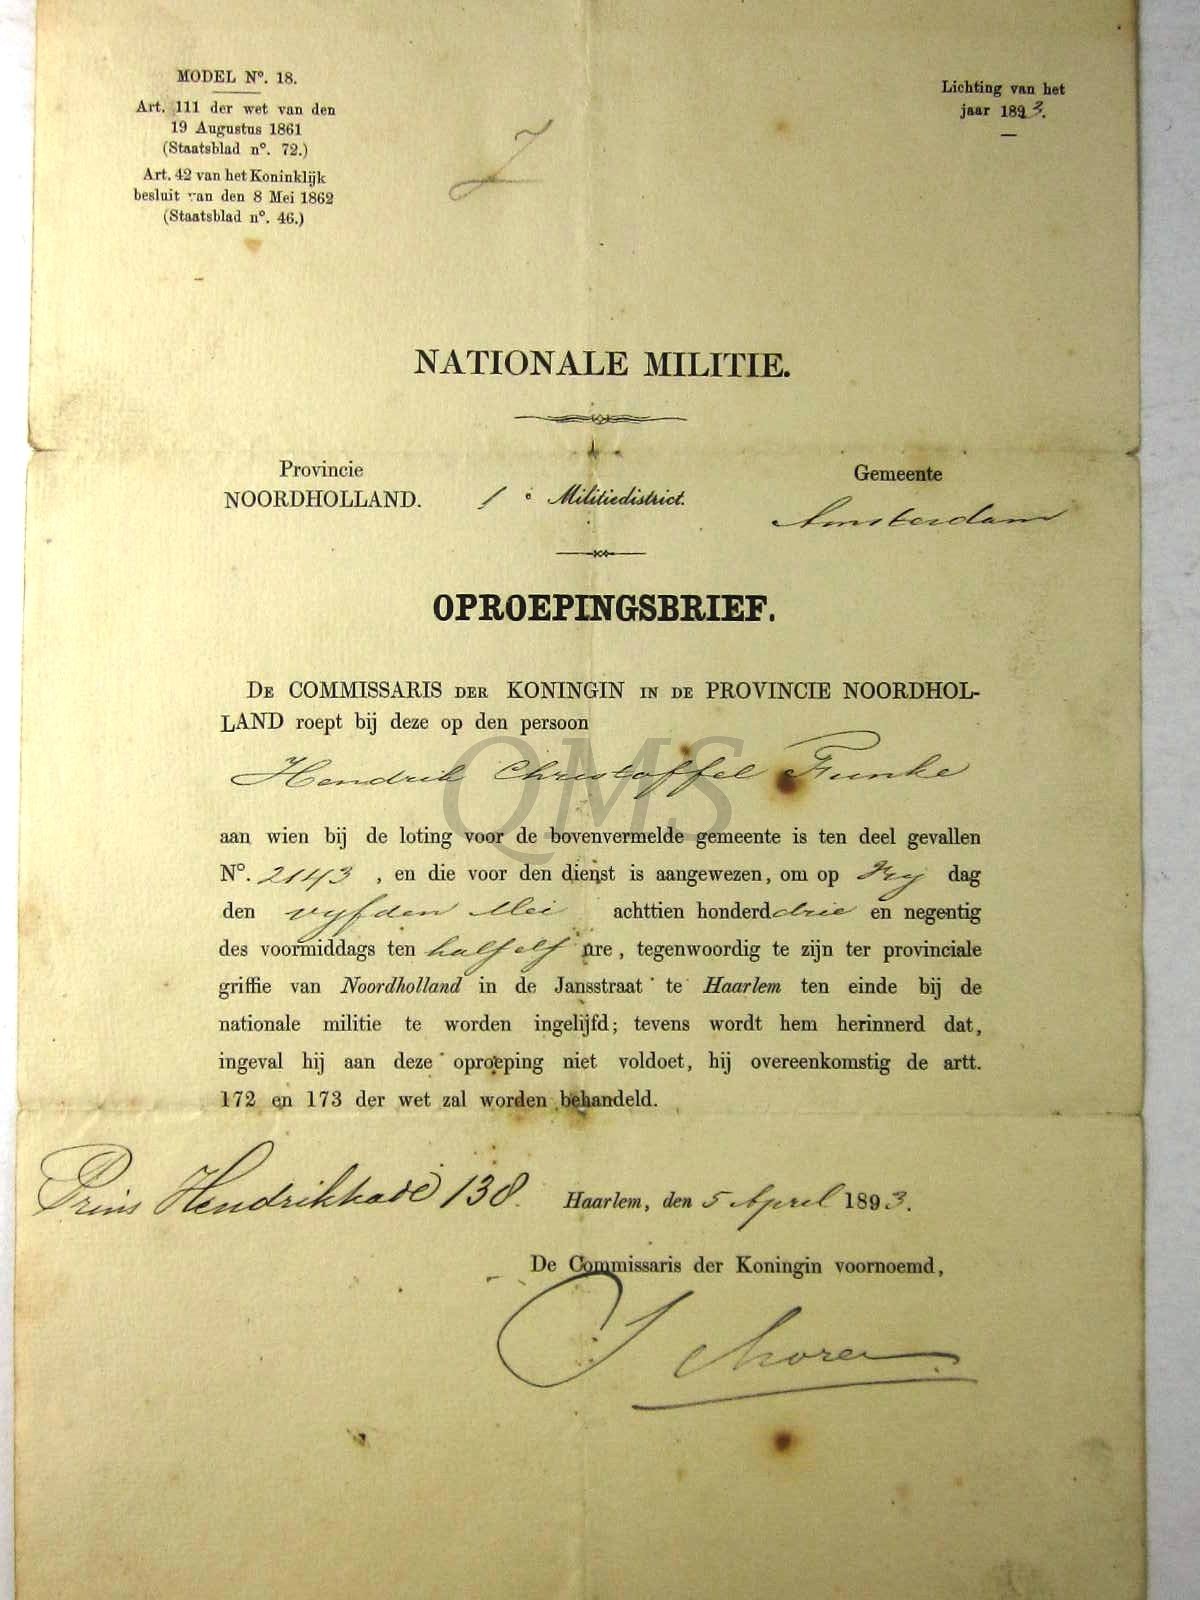 MODEL N°. 18.
Art. 111 der wet van den
19 Augustus 1861
(Staatsblad n°. 72.)
Art. 42 van het Koninklijk
besluit van den 8 Mei 1862
(Staatsblad n°. 46.)
Lichting van het
jaar 1893.
NATIONALE MILITIE.
Provincie
NOORDHOLLAND.
1e Militiedistrict.
Gemeente
Amsterdam
OPROEPINGSBRIEF.
DE COMMISSARIS DER KONINGIN IN DE PROVINCIE NOORDHOL-
LAND roept bij deze op den persoon
Hendrik Christoffel Funke
aan wien bij de loting voor de bovenvermelde gemeente is ten deel gevallen
N°. 2143, en die voor den dienst is aangewezen, om op Vry dag
den vyfden Mei achttien honderd drie en negentig
des voormiddags ten half elf ure, tegenwoordig te zijn ter provinciale
griffie van Noordholland in de Jansstraat te Haarlem ten einde bij de
nationale militie te worden ingelijfd; tevens wordt hem herinnerd dat,
ingeval hij aan deze oproeping niet voldoet, hij overeenkomstig de artt.
172 en 173 der wet zal worden behandeld.
Prins Hendrikkade 138.
Haarlem, den 5 April 1893.
De Commissaris der Koningin voornoemd,
Schorer
QMS